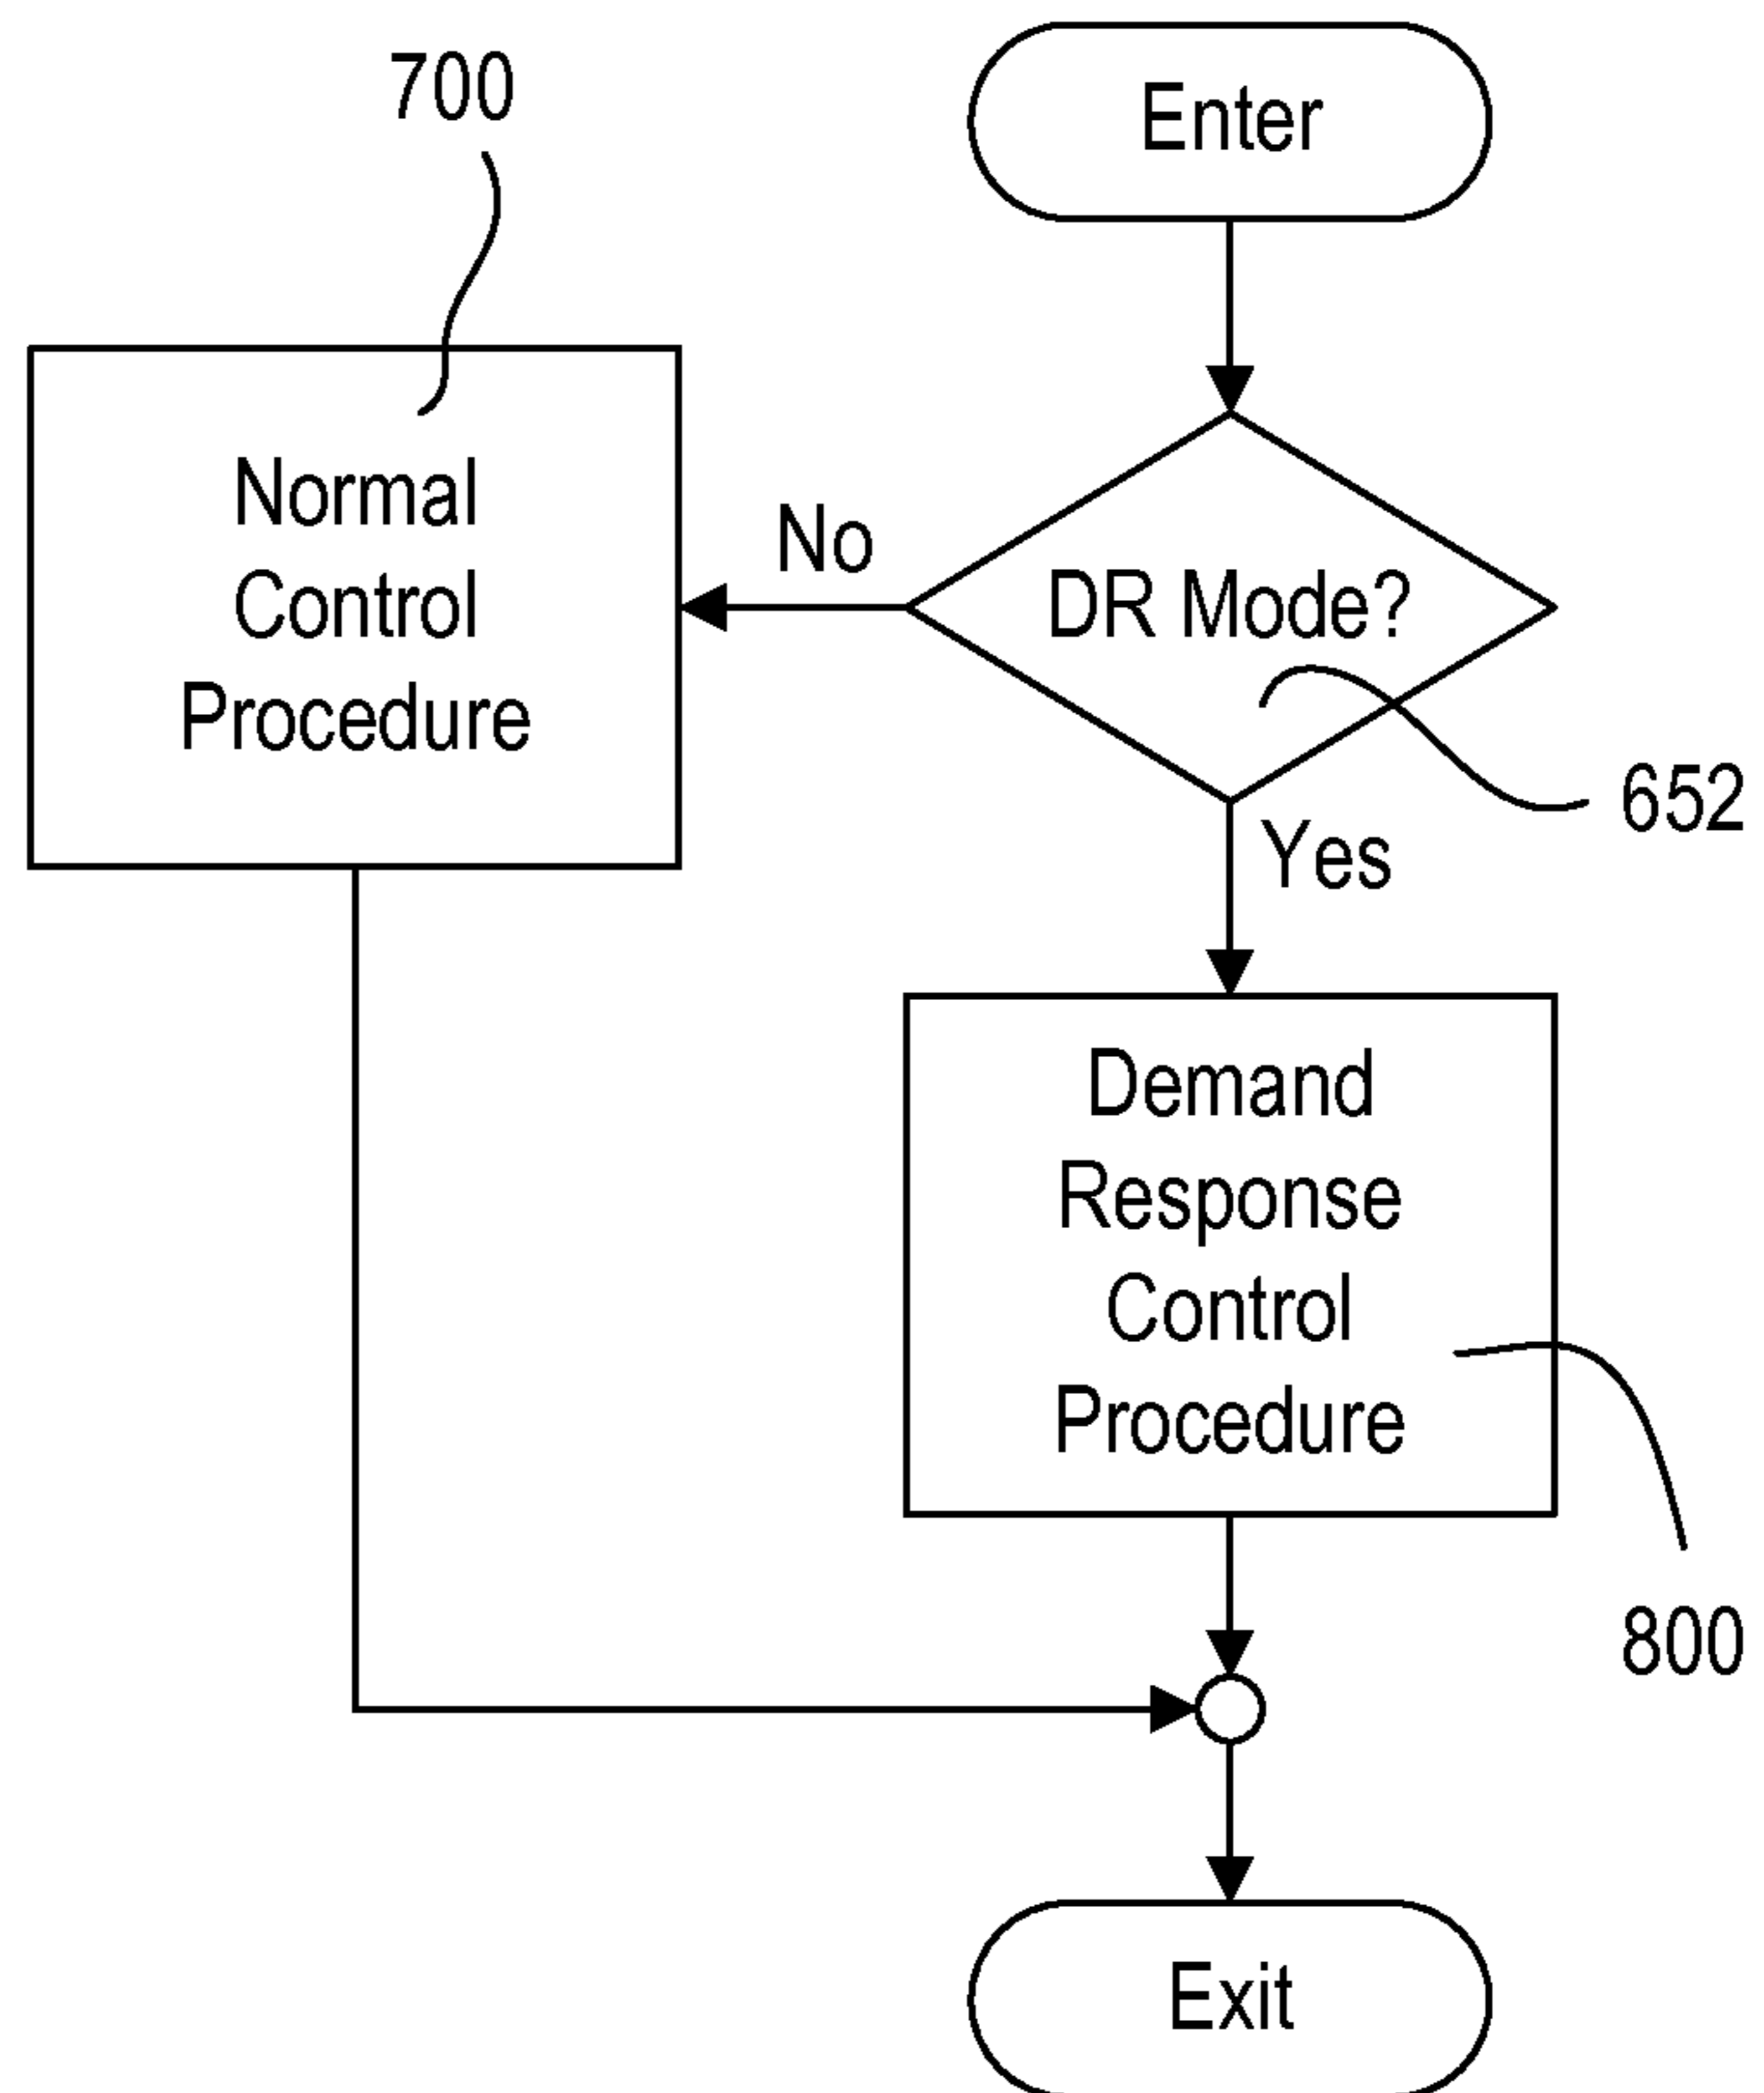 700
Enter
Normal
Control
Procedure
No
DR Mode?
652
Yes
Demand
Response
Control
Procedure
800
Exit